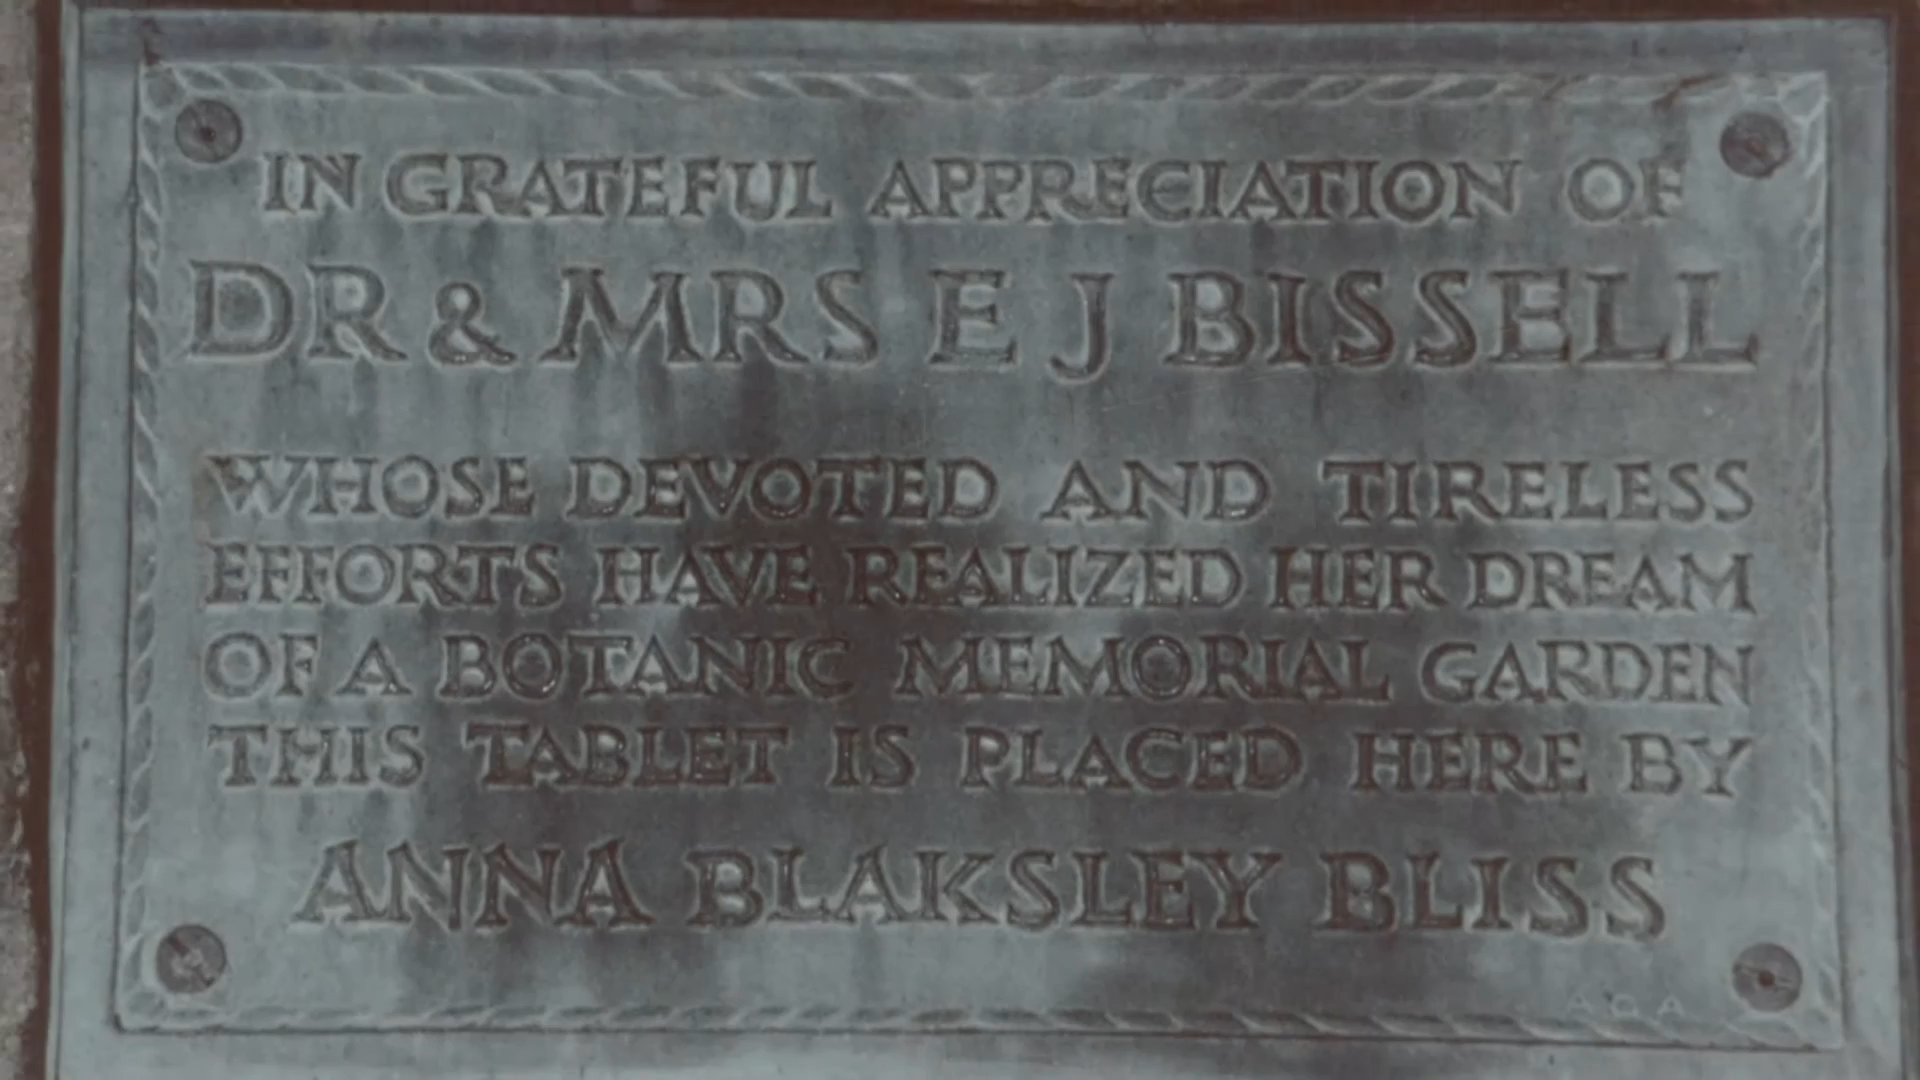 IN GRATEFUL APPRECIATION OF
DR & MRS E J BISSELL
WHOSE DEVOTED AND TIRELESS
EFFORTS HAVE REALIZED HER DREAM
OF A BOTANIC MEMORIAL GARDEN
THIS TABLET IS PLACED HERE BY
ANNA BLAKSLEY BLISS